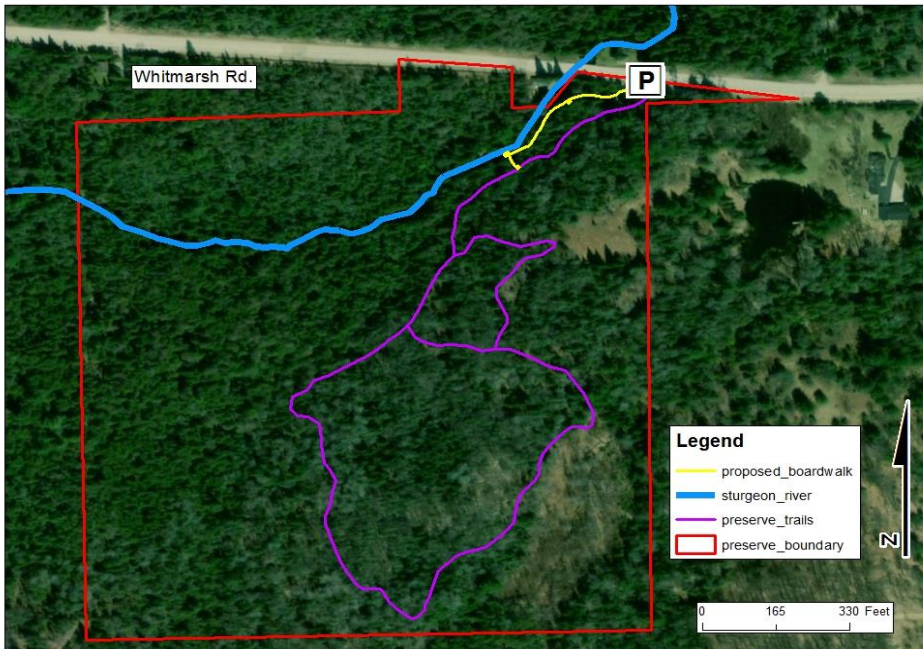 Whitmarsh Rd.
P
Legend
proposed_boardwalk
sturgeon_river
preserve_trails
preserve_boundary
N
0 165 330 Feet